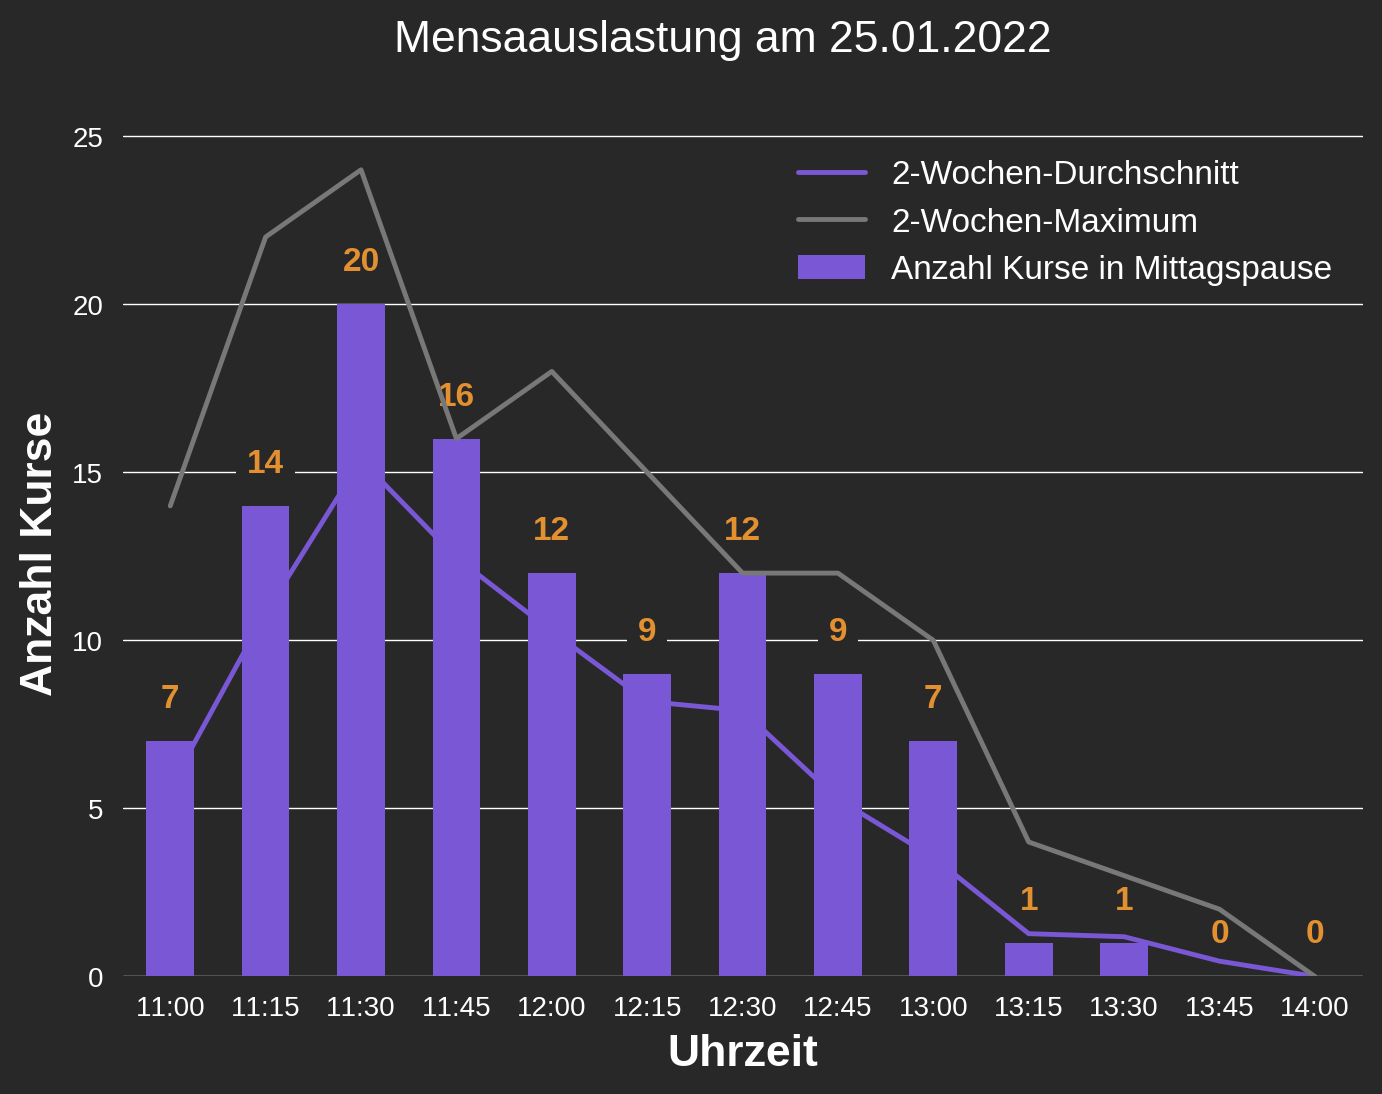 Mensaauslastung am 25.01.2022
25
2-Wochen-Durchschnitt
2-Wochen-Maximum
Anzahl Kurse in Mittagspause
20
20
16
15
14
12
12
10
9
9
7
7
5
1
1
0
0
0
Anzahl Kurse
11:00 11:15 11:30 11:45 12:00 12:15 12:30 12:45 13:00 13:15 13:30 13:45 14:00
Uhrzeit